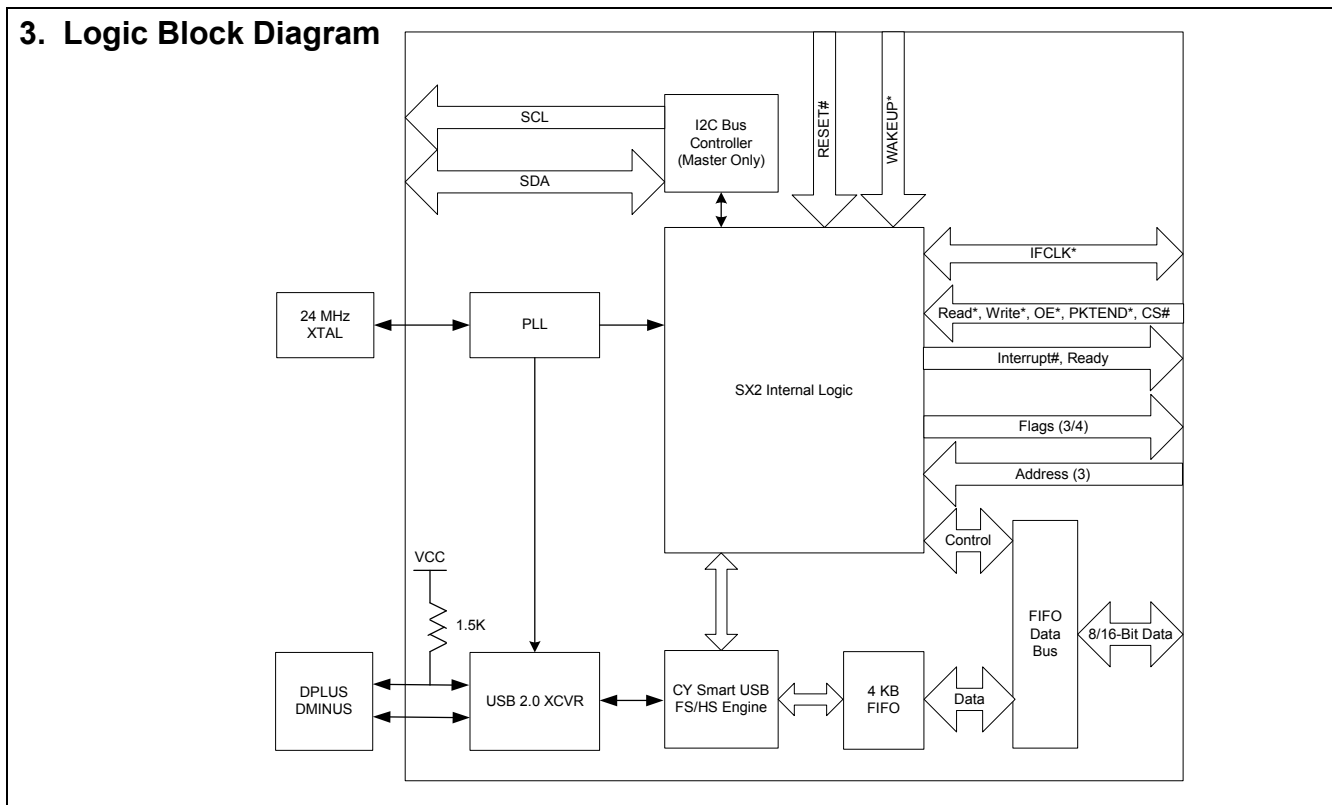 3. Logic Block Diagram
SCL
SDA
I2C Bus
Controller
(Master Only)
RESET#
WAKEUP*
IFCLK*
24 MHz
XTAL
PLL
Read*, Write*, OE*, PKTEND*, CS#
Interrupt#, Ready
SX2 Internal Logic
Flags (3/4)
Address (3)
Control
VCC
1.5K
FIFO
Data
Bus
8/16-Bit Data
DPLUS
DMINUS
USB 2.0 XCVR
CY Smart USB
FS/HS Engine
4 KB
FIFO
Data